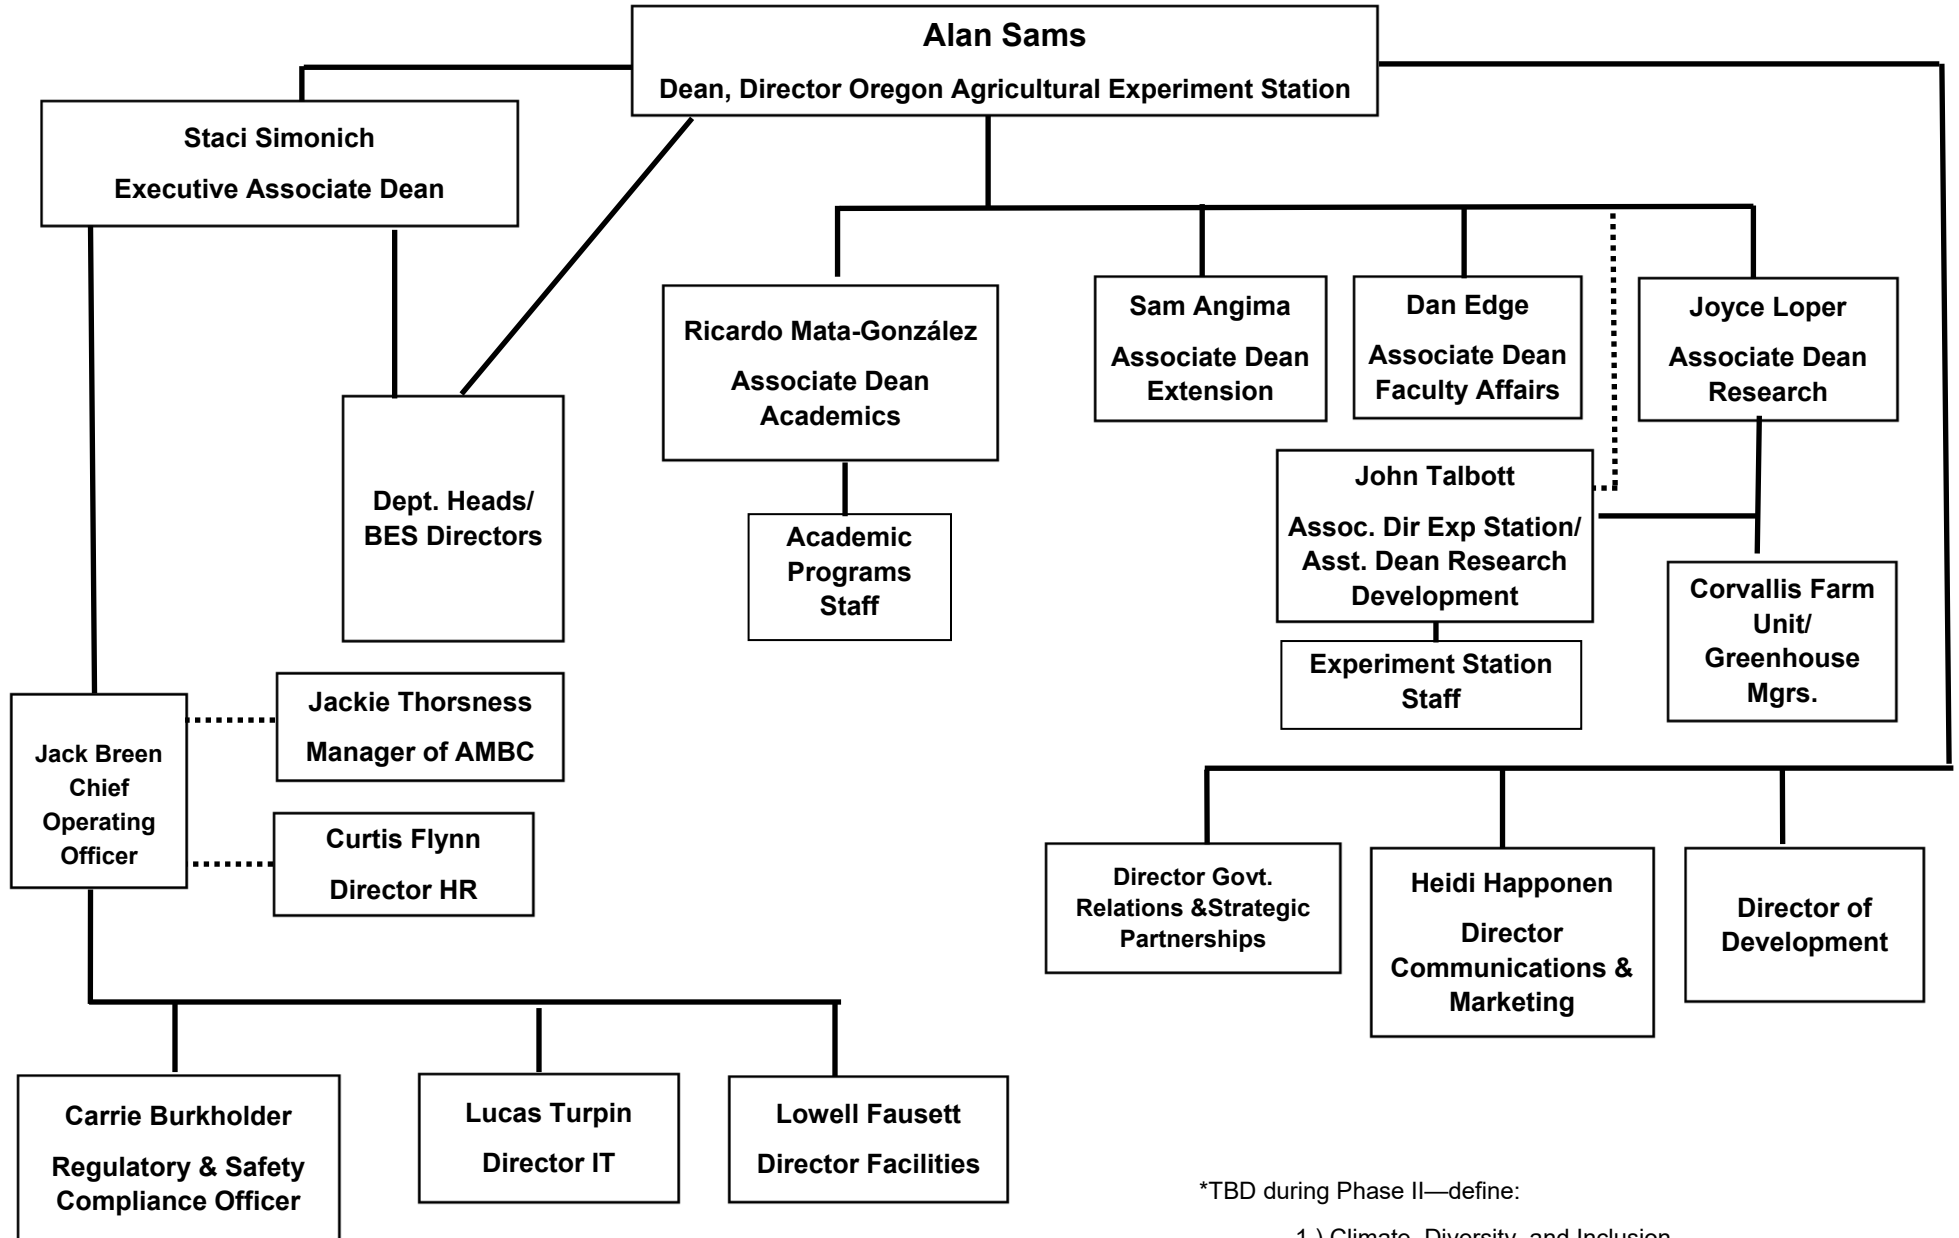 Alan Sams
Dean, Director Oregon Agricultural Experiment Station
Staci Simonich
Executive Associate Dean
Ricardo Mata-González
Associate Dean
Academics
Sam Angima
Associate Dean
Extension
Dan Edge
Associate Dean
Faculty Affairs
Joyce Loper
Associate Dean
Research
Dept. Heads/
BES Directors
Academic
Programs
Staff
John Talbott
Assoc. Dir Exp Station/
Asst. Dean Research
Development
Experiment Station
Staff
Corvallis Farm
Unit/
Greenhouse
Mgrs.
Jack Breen
Chief
Operating
Officer
Jackie Thorsness
Manager of AMBC
Curtis Flynn
Director HR
Director Govt.
Relations &Strategic
Partnerships
Heidi Happonen
Director
Communications &
Marketing
Director of
Development
Carrie Burkholder
Regulatory & Safety
Compliance Officer
Lucas Turpin
Director IT
Lowell Fausett
Director Facilities
*TBD during Phase II—define:
1.) Climate, Diversity, and Inclusion